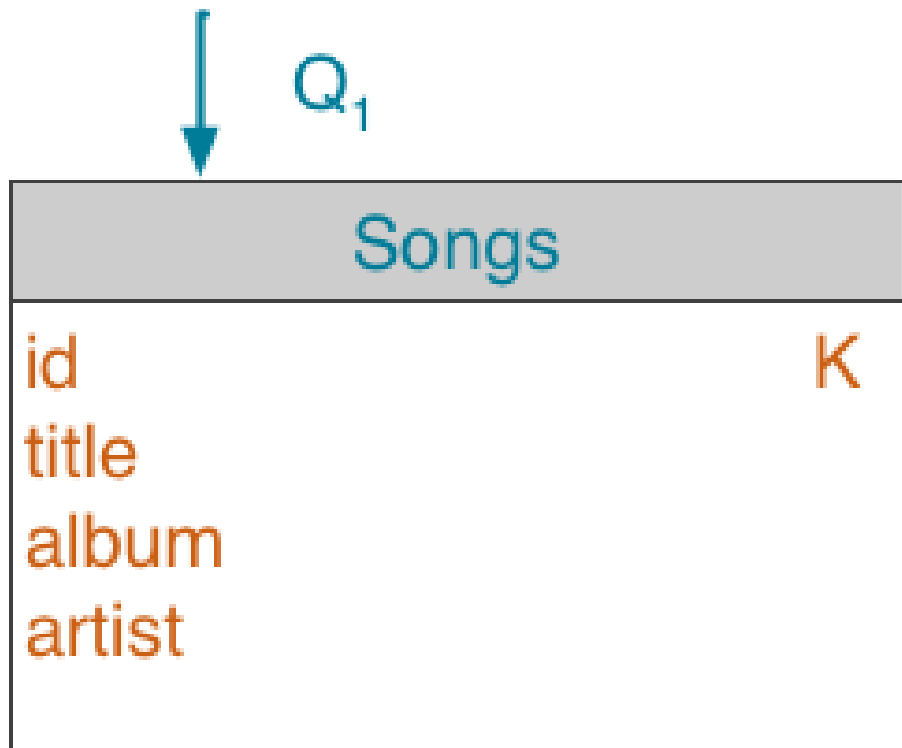 Q₁
Songs
id K
title
album
artist